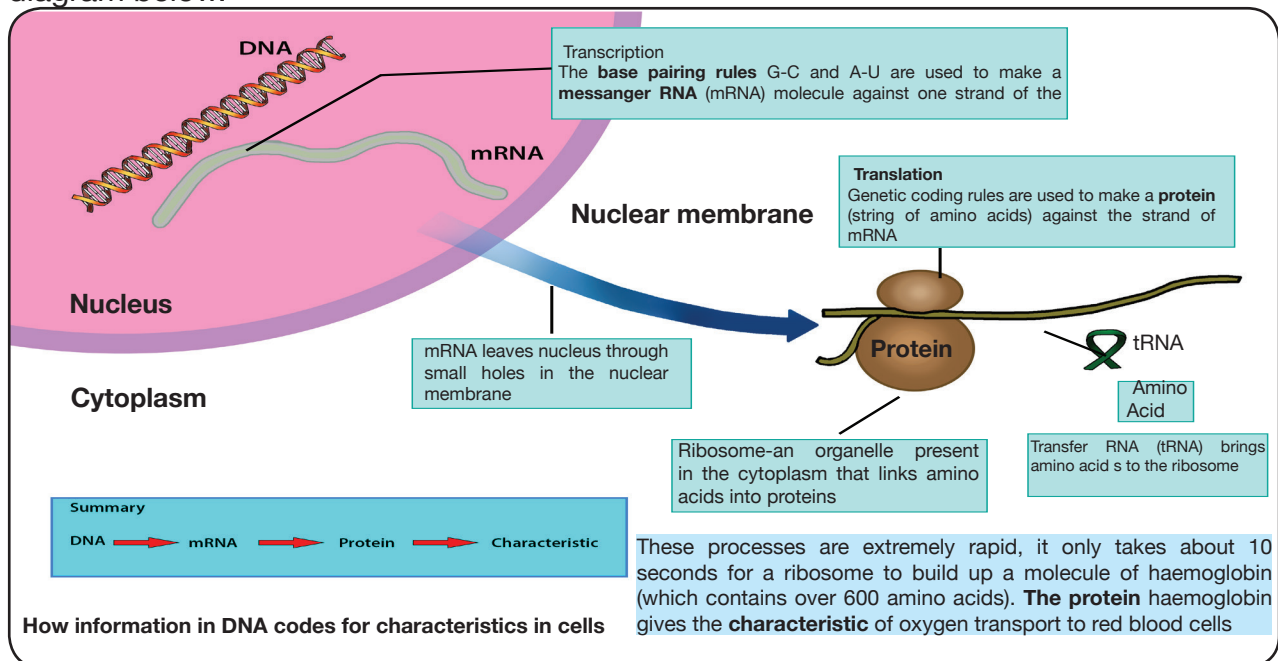 DNA
Transcription
The base pairing rules G-C and A-U are used to make a
messanger RNA (mRNA) molecule against one strand of the
mRNA
Translation
Genetic coding rules are used to make a protein
(string of amino acids) against the strand of
mRNA
Nuclear membrane
Nucleus
mRNA leaves nucleus through
small holes in the nuclear
membrane
Protein
tRNA
Amino
Acid
Cytoplasm
Ribosome-an organelle present
in the cytoplasm that links amino
acids into proteins
Transfer RNA (tRNA) brings
amino acid s to the ribosome
Summary
DNA mRNA Protein Characteristic
These processes are extremely rapid, it only takes about 10
seconds for a ribosome to build up a molecule of haemoglobin
(which contains over 600 amino acids). The protein haemoglobin
gives the characteristic of oxygen transport to red blood cells
How information in DNA codes for characteristics in cells